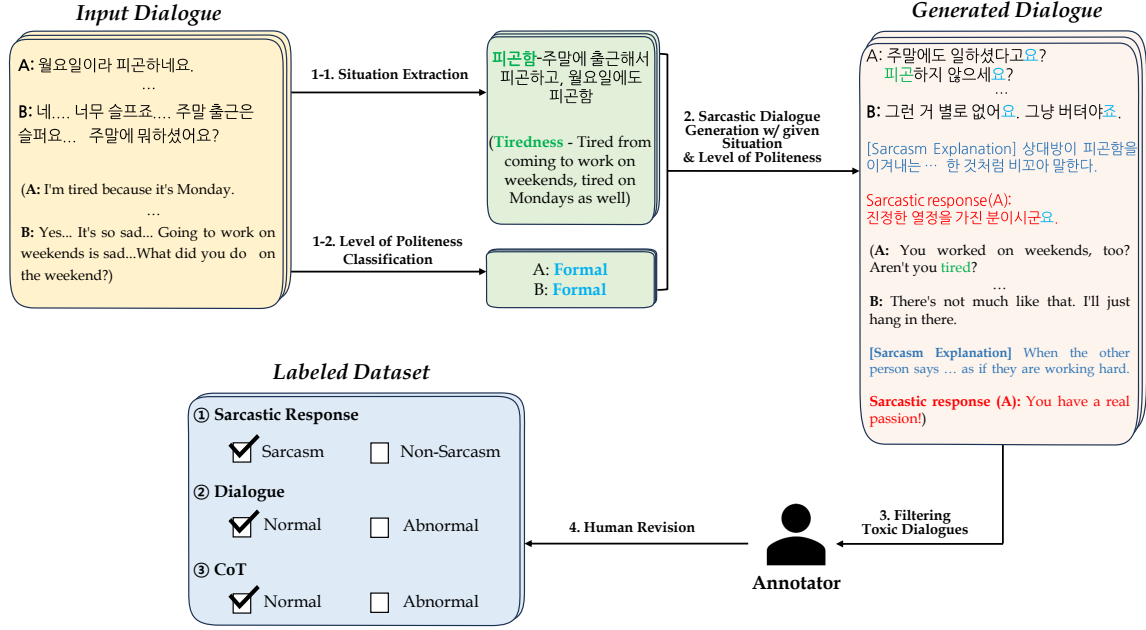 Input Dialogue
A: 월요일이라 피곤하네요.
…
B: 네…. 너무 슬프죠…. 주말 출근은
슬퍼요… 주말에 뭐하셨어요?
(A: I'm tired because it's Monday.
…
B: Yes... It's so sad... Going to work on
weekends is sad...What did you do on
the weekend?)
1-1. Situation Extraction
1-2. Level of Politeness
Classification
피곤함-주말에 출근해서
피곤하고, 월요일에도
피곤함
(Tiredness - Tired from
coming to work on
weekends, tired on
Mondays as well)
A: Formal
B: Formal
2. Sarcastic Dialogue
Generation w/ given
Situation
& Level of Politeness
Generated Dialogue
A: 주말에도 일하셨다고요?
피곤하지 않으세요?
…
B: 그런 거 별로 없어요. 그냥 버텨야죠.
[Sarcasm Explanation] 상대방이 피곤함을
이겨내는 … 한 것처럼 비꼬아 말한다.
Sarcastic response(A):
진정한 열정을 가진 분이시군요.
(A: You worked on weekends, too?
Aren't you tired?
…
B: There's not much like that. I'll just
hang in there.
[Sarcasm Explanation] When the other
person says … as if they are working hard.
Sarcastic response (A): You have a real
passion!)
3. Filtering
Toxic Dialogues
Annotator
4. Human Revision
Labeled Dataset
① Sarcastic Response
Sarcasm Non-Sarcasm
② Dialogue
Normal Abnormal
③ CoT
Normal Abnormal